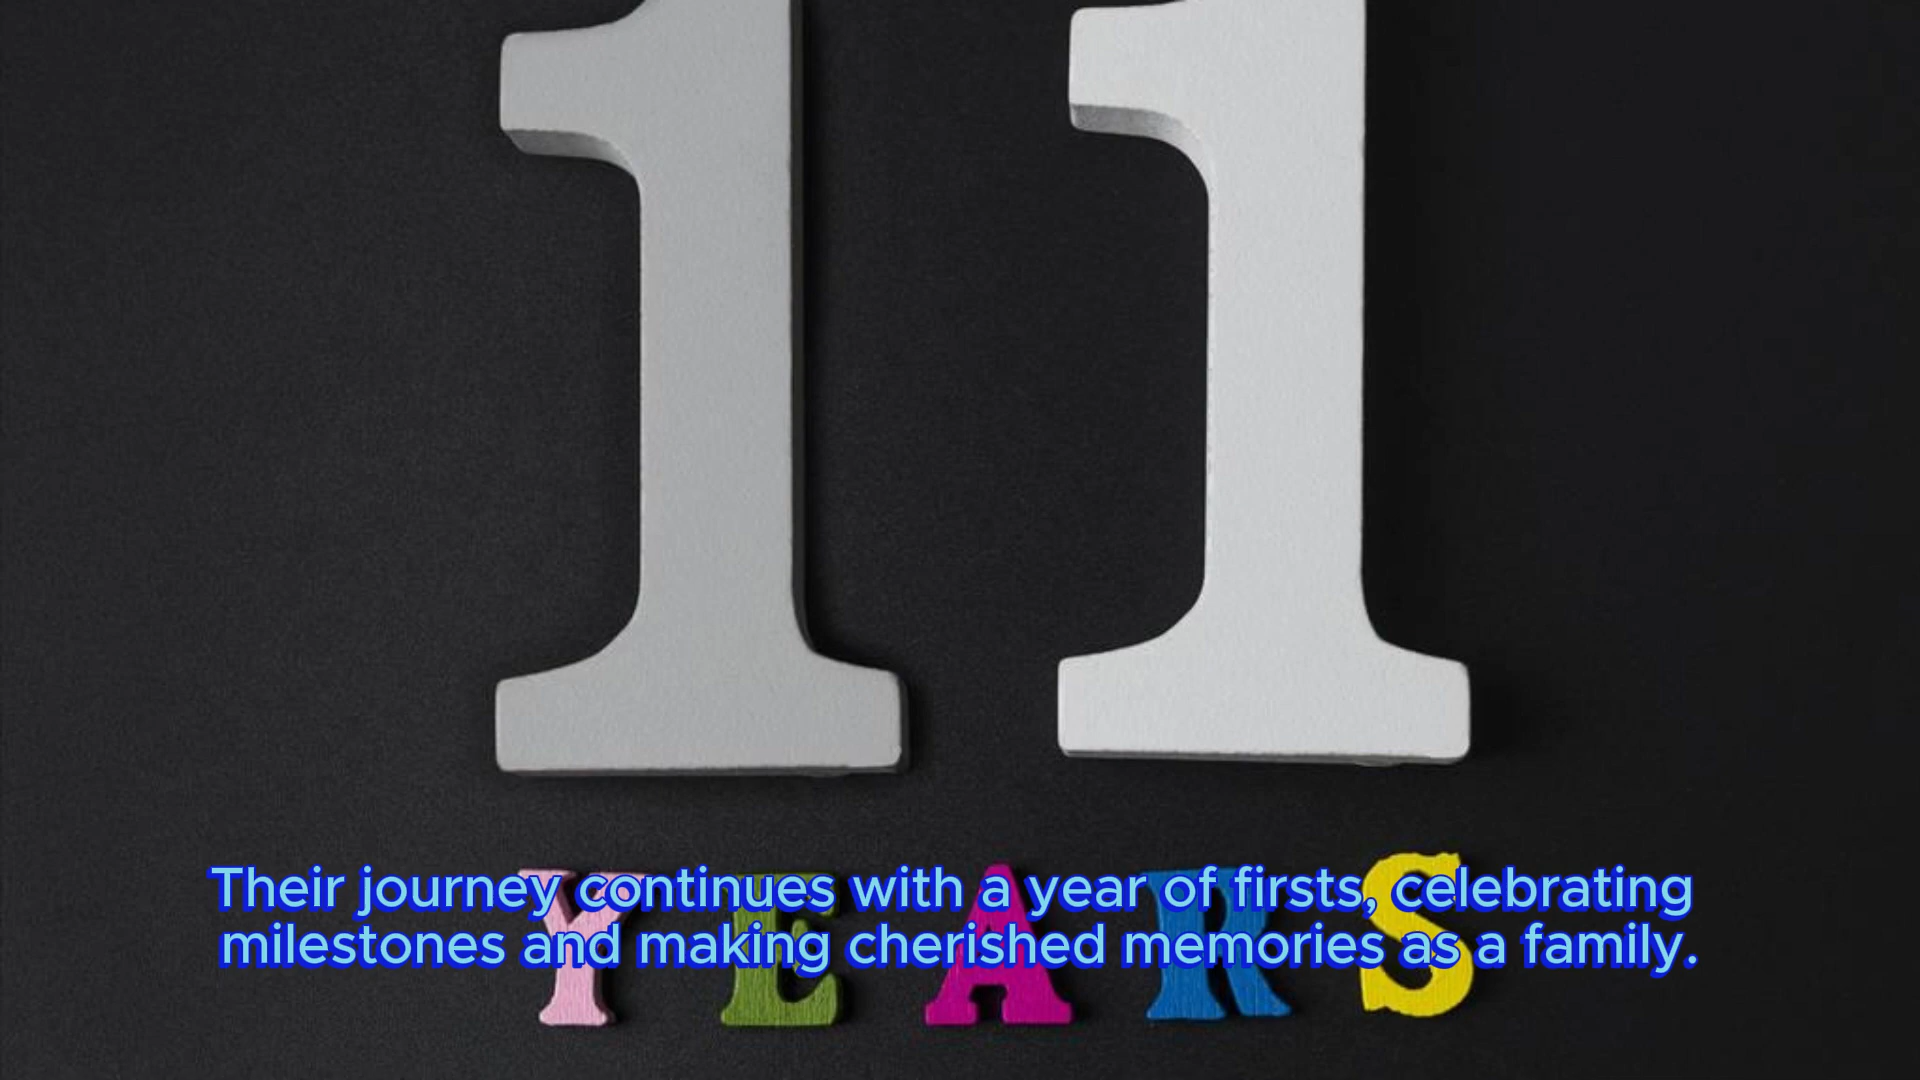 11
YEARS
Their journey continues with a year of firsts, celebrating
milestones and making cherished memories as a family.